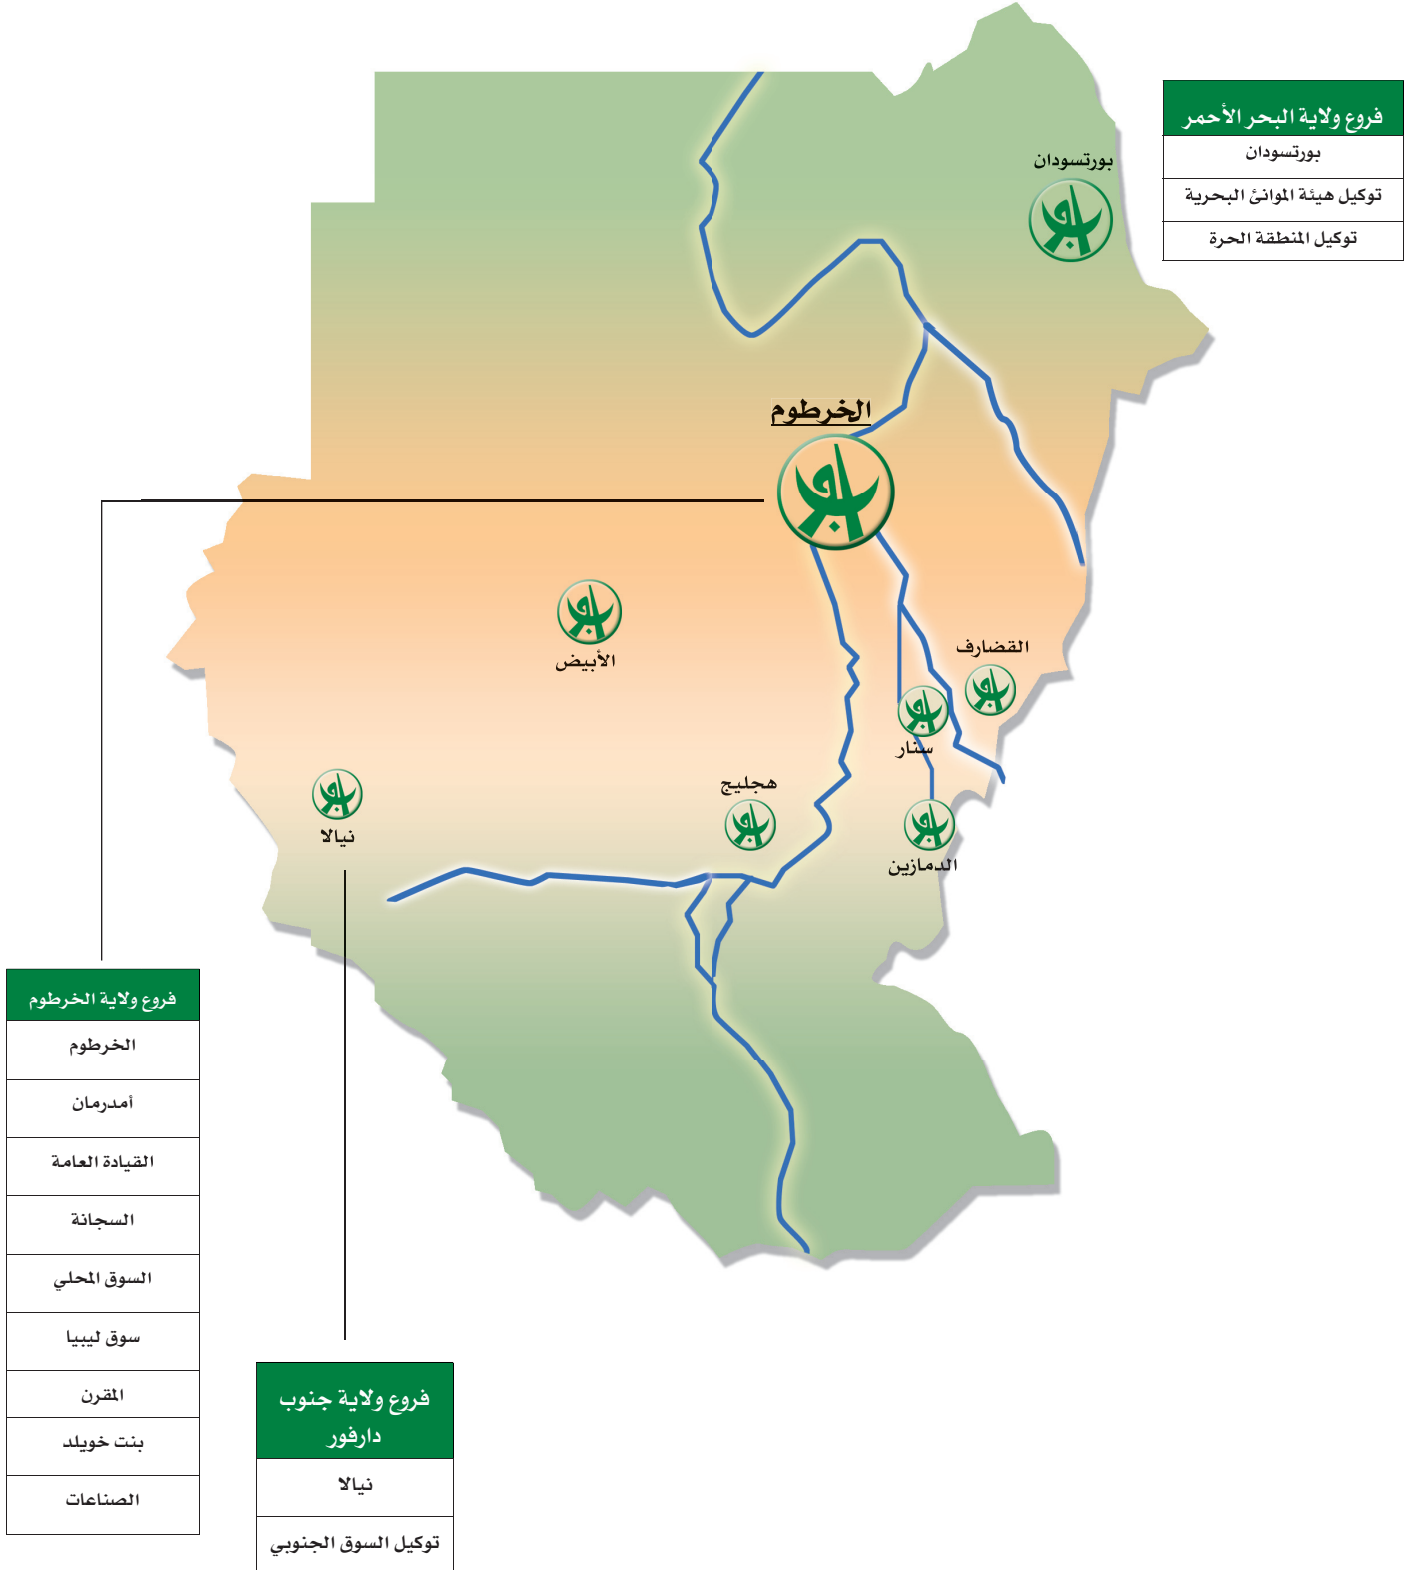 فروع ولاية البحر الأحمر
بورتسودان
توكيل هيئة الموانئ البحرية
توكيل المنطقة الحرة
بورتسودان
الخرطوم
الأبيض
القضارف
سنار
هجليج
نيالا
الدمازين
فروع ولاية الخرطوم
الخرطوم
أمدرمان
القيادة العامة
السجانة
السوق المحلي
سوق ليبيا
المقرن
بنت خويلد
الصناعات
فروع ولاية جنوب
دارفور
نيالا
توكيل السوق الجنوبي